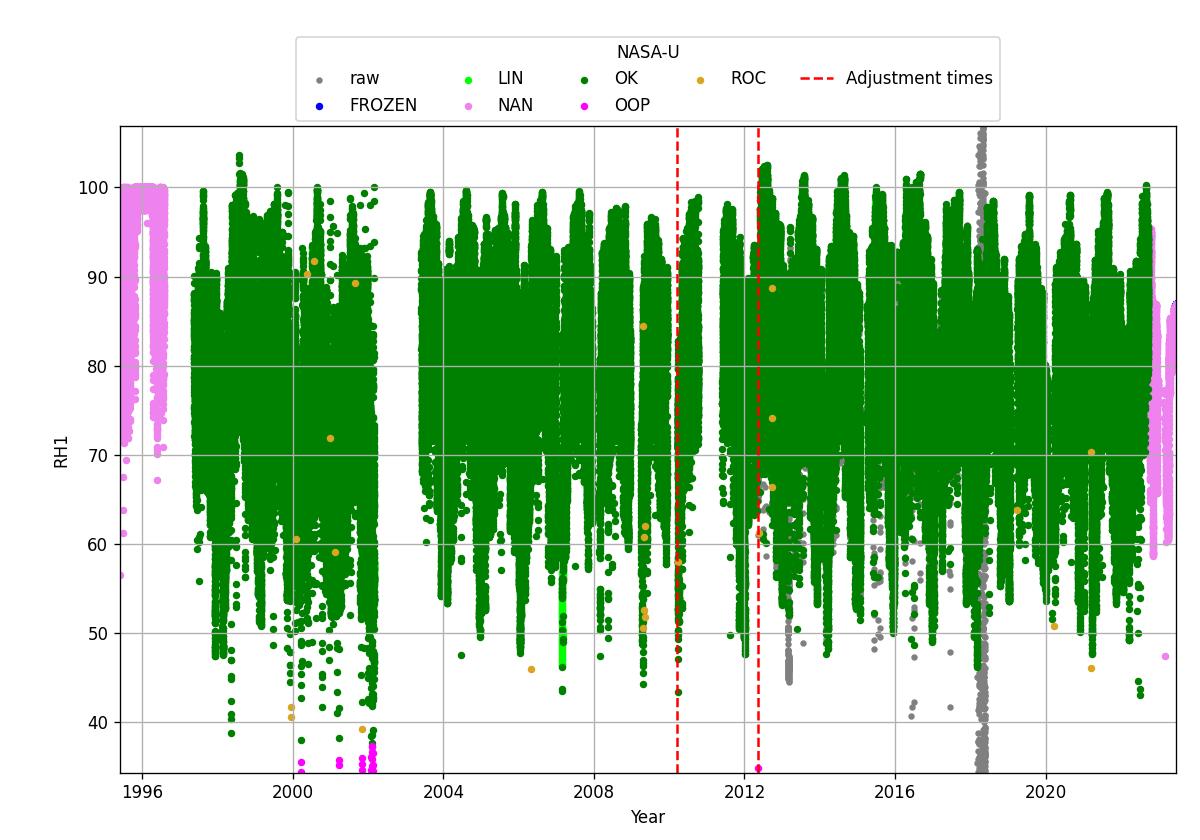 NASA-U
raw LIN OK ROC Adjustment times
FROZEN NAN OOP
100
90
80
70
60
50
40
RH1
1996 2000 2004 2008 2012 2016 2020
Year